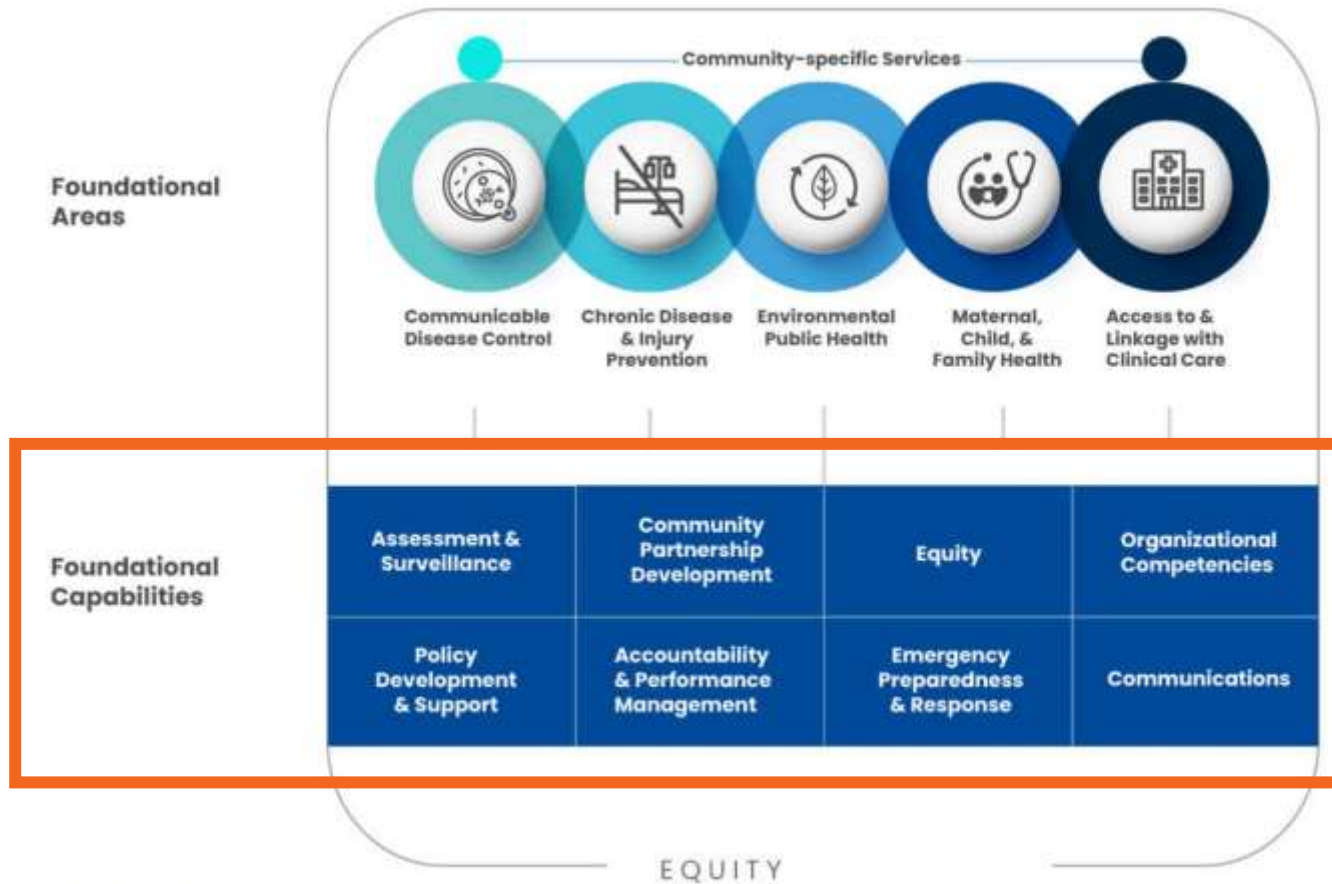 Community-specific Services
Foundational
Areas
Communicable
Disease Control
Chronic Disease
& Injury
Prevention
Environmental
Public Health
Maternal,
Child, &
Family Health
Access to &
Linkage with
Clinical Care
Foundational
Capabilities
Assessment &
Surveillance
Community
Partnership
Development
Equity
Organizational
Competencies
Policy
Development
& Support
Accountability
& Performance
Management
Emergency
Preparedness
& Response
Communications
EQUITY